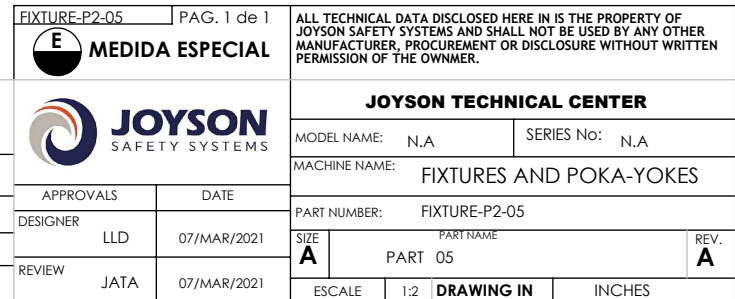 FIXTURE-P2-05 PAG. 1 de 1
E MEDIDA ESPECIAL
ALL TECHNICAL DATA DISCLOSED HERE IN IS THE PROPERTY OF
JOYSON SAFETY SYSTEMS AND SHALL NOT BE USED BY ANY OTHER
MANUFACTURER, PROCUREMENT OR DISCLOSURE WITHOUT WRITTEN
PERMISSION OF THE OWNMER.
JOYSON
SAFETY SYSTEMS
JOYSON TECHNICAL CENTER
MODEL NAME: N.A SERIES No: N.A
MACHINE NAME: FIXTURES AND POKA-YOKES
APPROVALS DATE
PART NUMBER: FIXTURE-P2-05
DESIGNER
LLD 07/MAR/2021
SIZE PART NAME REV.
A PART 05 A
REVIEW
JATA 07/MAR/2021
ESCALE 1:2 DRAWING IN INCHES